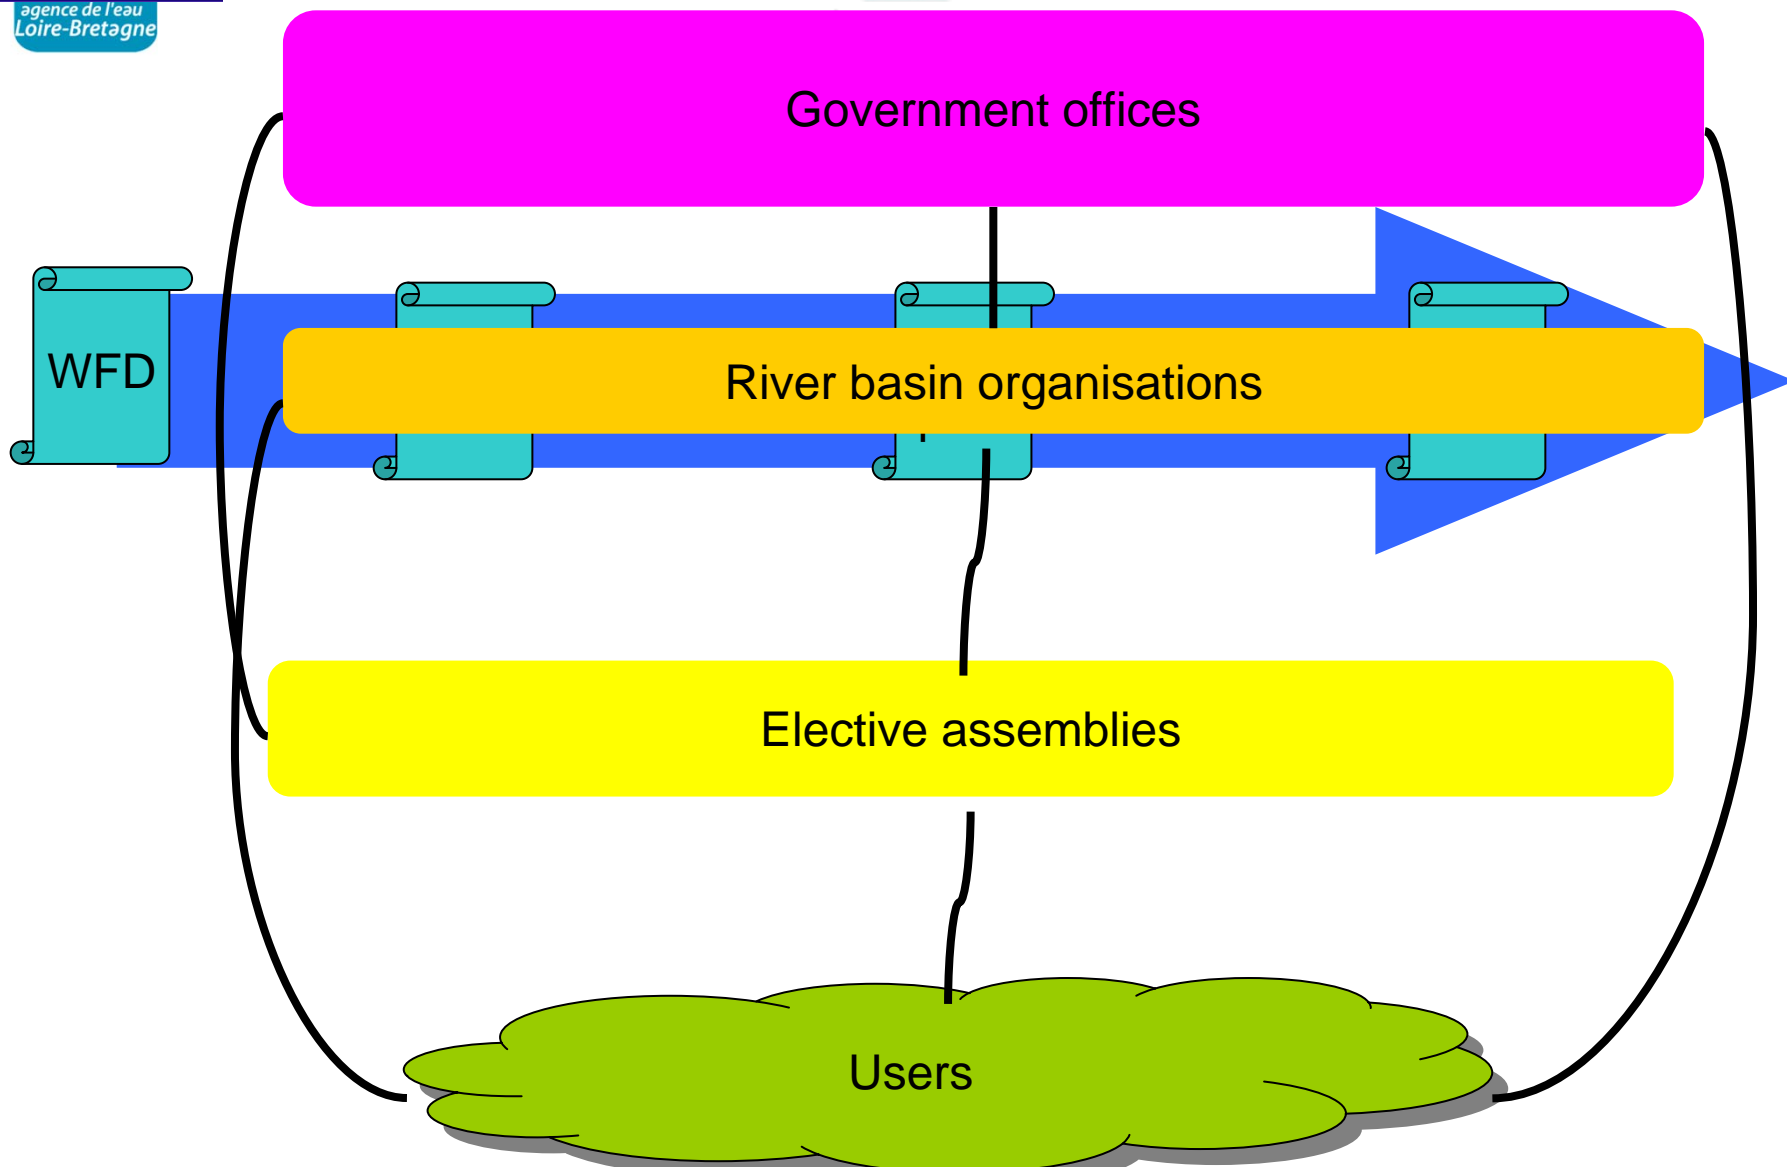 agence de l'eau
Loire-Bretagne
Government offices
WFD
River basin organisations
Elective assemblies
Users